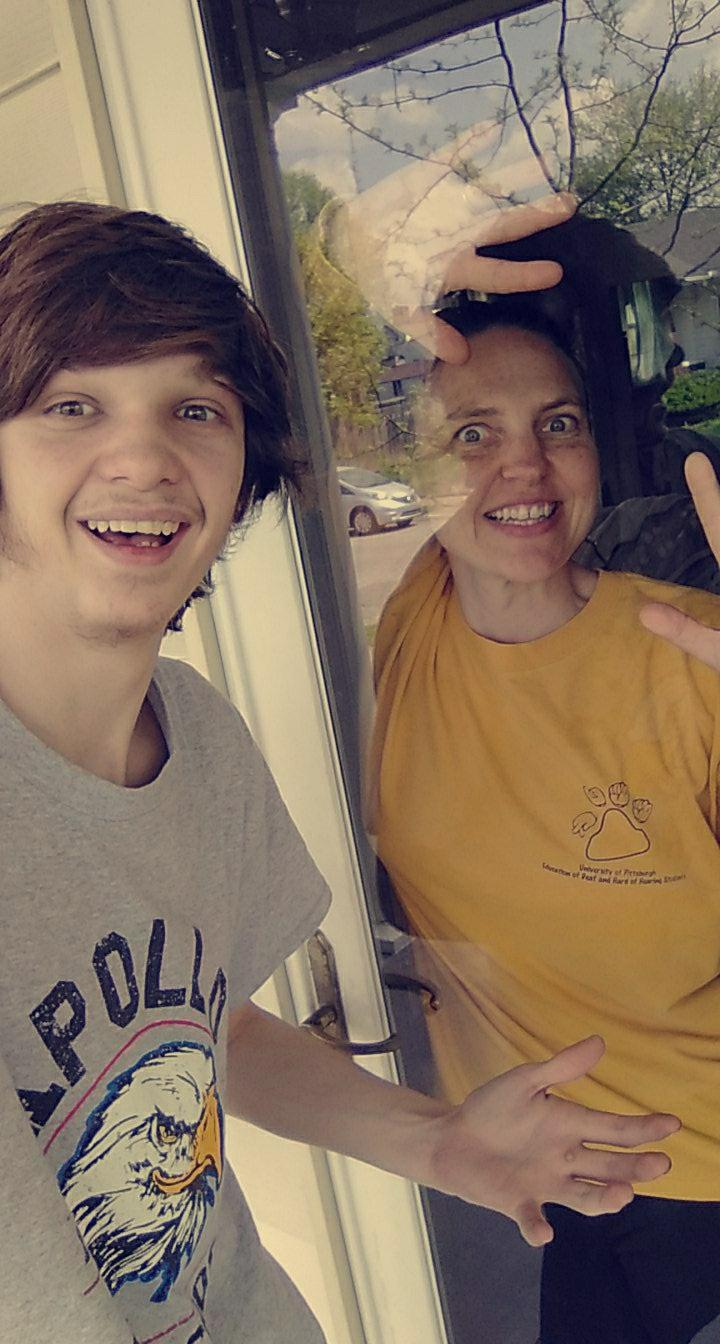 APOLLO
University of Pittsburgh
Education of Deaf and Hard of Hearing Students